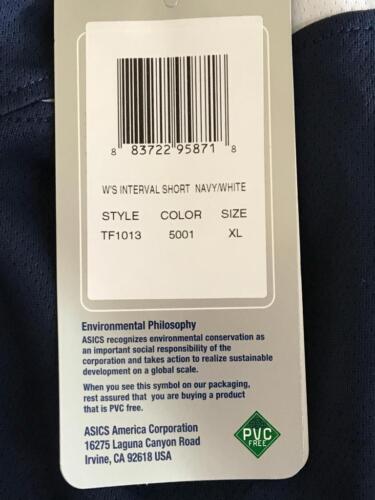 8 83722 95871 8
W'S INTERVAL SHORT NAVY/WHITE
STYLE COLOR SIZE
TF1013 5001 XL
Environmental Philosophy
ASICS recognizes environmental conservation as
an important social responsibility of the
corporation and takes action to realize sustainable
development on a global scale.
When you see this symbol on our packaging,
rest assured that you are buying a product
that is PVC free.
ASICS America Corporation
16275 Laguna Canyon Road
Irvine, CA 92618 USA
PVC
FREE